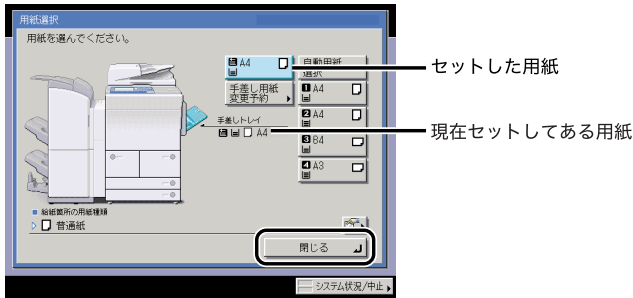 用紙選択
用紙を選んでください。
A4
自動用紙
選択
セットした用紙
手差し用紙
変更予約
1 A4
手差しトレイ
A4
2 A4
現在セットしてある用紙
3 B4
4 A3
給紙箇所の用紙種類
普通紙
閉じる
システム状況/中止